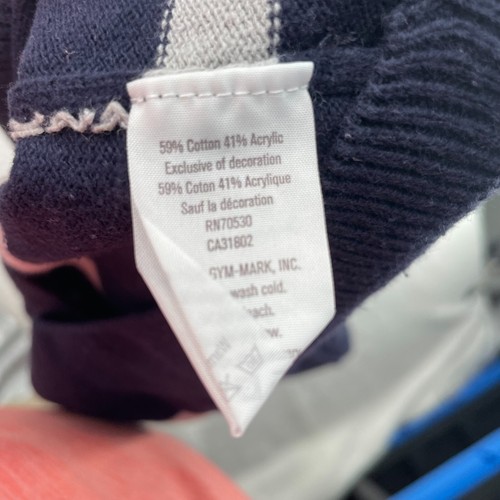 59% Cotton 41% Acrylic
Exclusive of decoration
59% Coton 41% Acrylique
Sauf la décoration
RN70530
CA31802
GYM-MARK, INC.
wash cold.